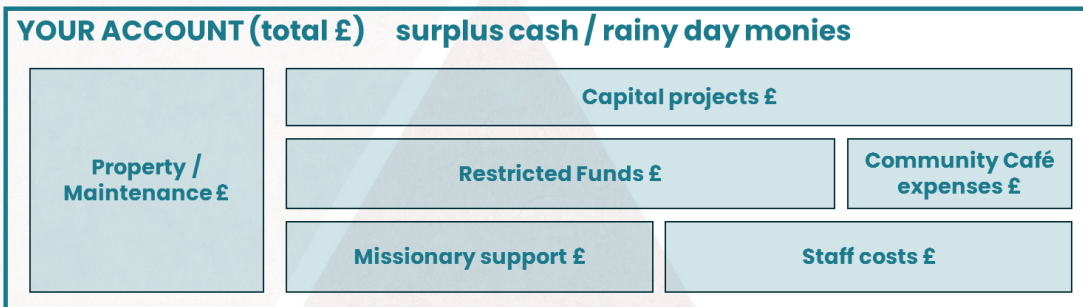 YOUR ACCOUNT (total £) surplus cash / rainy day monies
Capital projects £
Property /
Maintenance £
Restricted Funds £
Community Café
expenses £
Missionary support £
Staff costs £